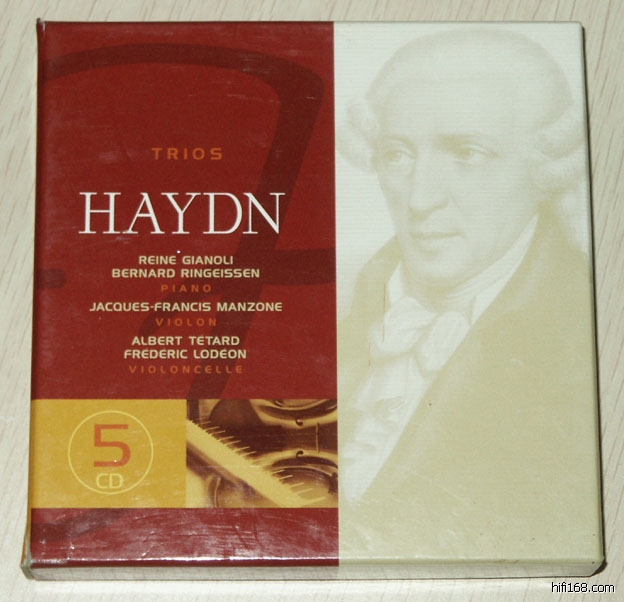 TRIOS
HAYDN
REINE GIANOLI
BERNARD RINGEISSEN
PIANO
JACQUES-FRANCIS MANZONE
VIOLON
ALBERT TETARD
FREDERIC LODEON
VIOLONCELLE
5
CD
hifi168.com